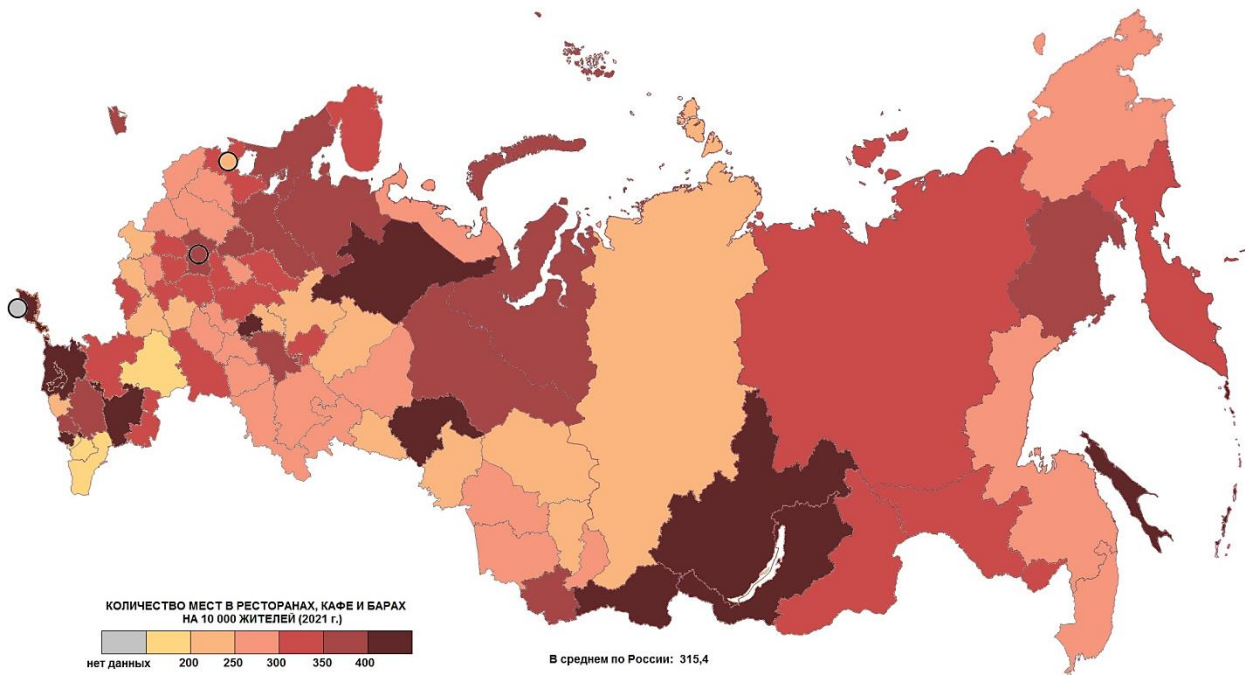 КОЛИЧЕСТВО МЕСТ В РЕСТОРАНАХ, КАФЕ И БАРАХ
НА 10 000 ЖИТЕЛЕЙ (2021 г.)
нет данных 200 250 300 350 400
В среднем по России: 315,4